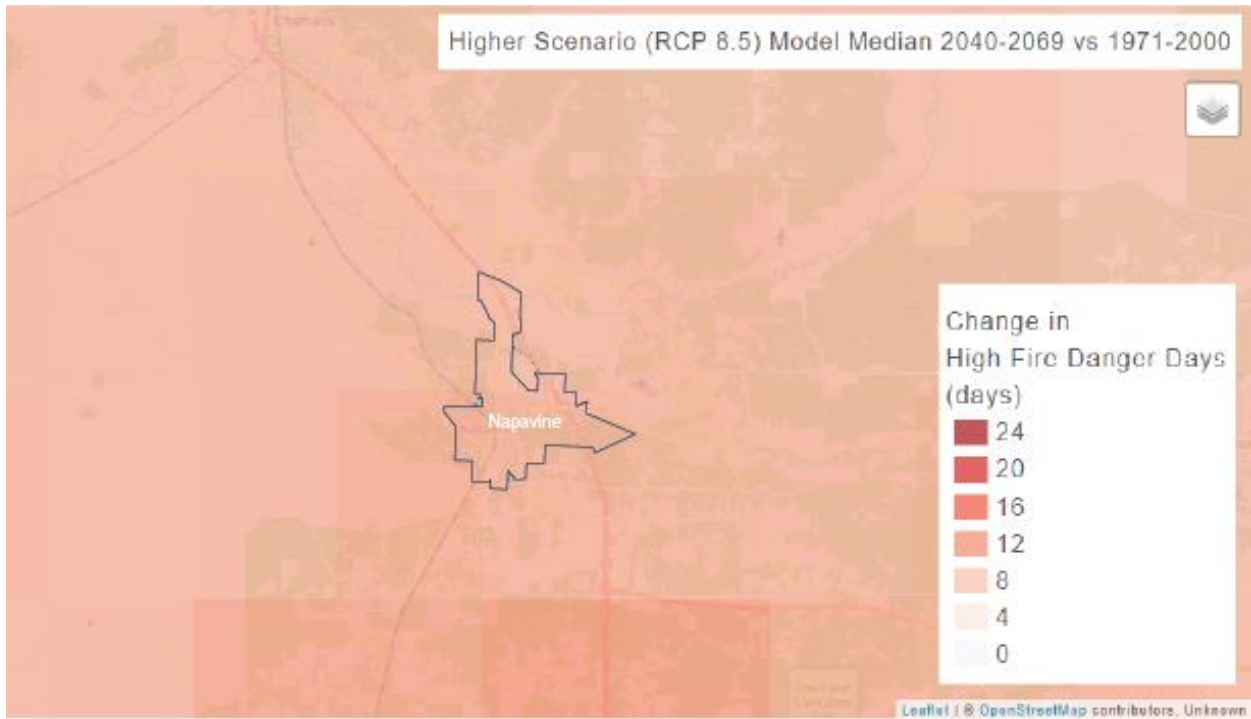 Chehalis
Higher Scenario (RCP 8.5) Model Median 2040-2069 vs 1971-2000
Change in
High Fire Danger Days
(days)
24
20
16
12
8
4
0
Napavine
Leaflet | © OpenStreetMap contributors, Unknown